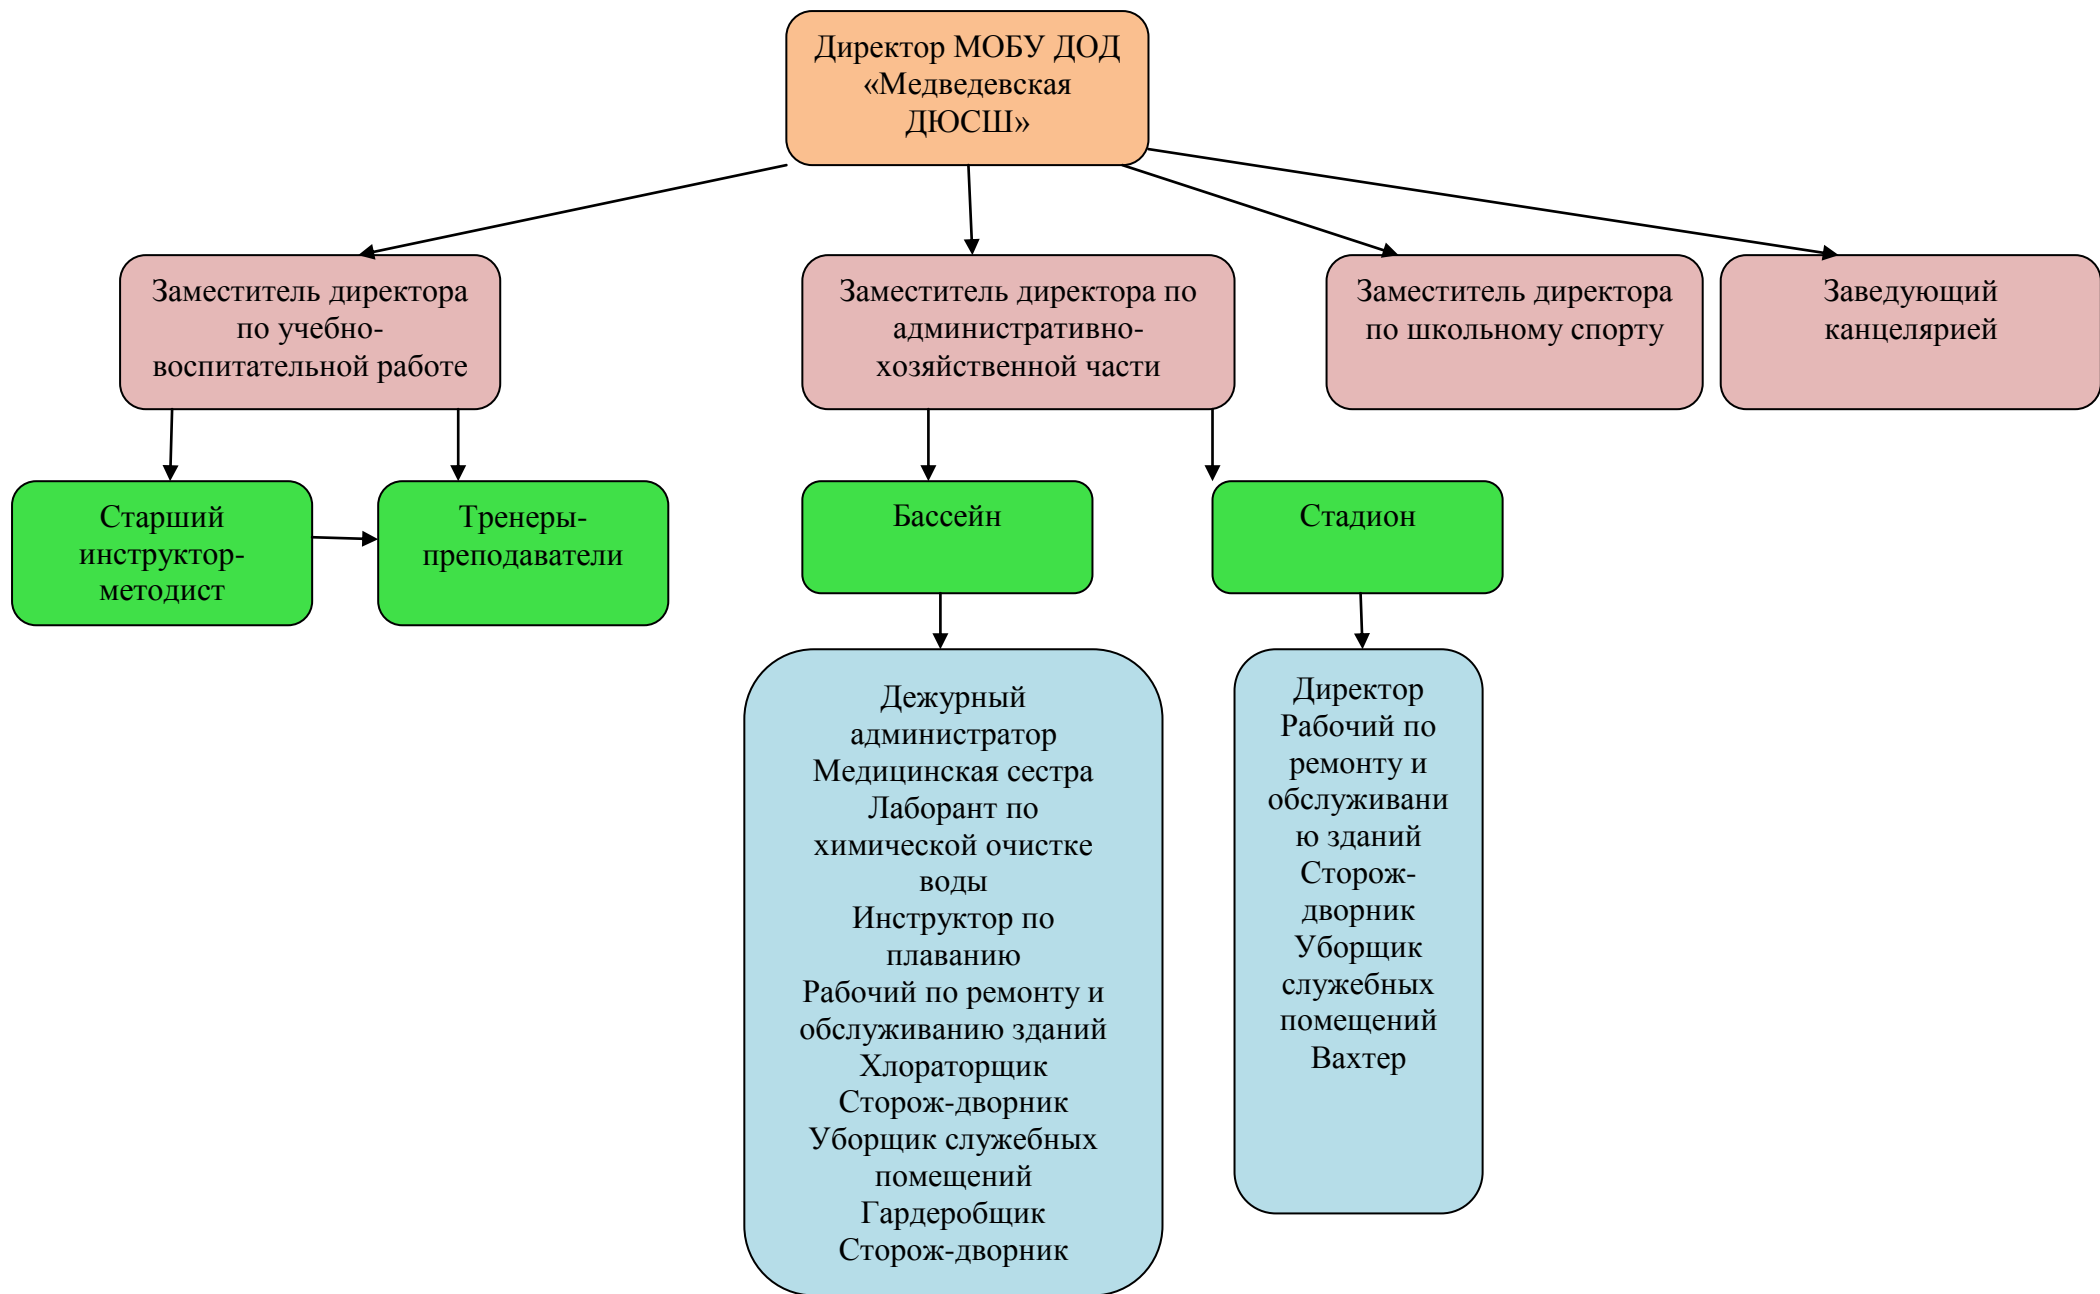 Директор МОБУ ДОД
«Медведевская
ДЮСШ»
Заместитель директора
по учебно-
воспитательной работе
Заместитель директора по
административно-
хозяйственной части
Заместитель директора
по школьному спорту
Заведующий
канцелярией
Старший
инструктор-
методист
Тренеры-
преподаватели
Бассейн
Стадион
Дежурный
администратор
Медицинская сестра
Лаборант по
химической очистке
воды
Инструктор по
плаванию
Рабочий по ремонту и
обслуживанию зданий
Хлораторщик
Сторож-дворник
Уборщик служебных
помещений
Гардеробщик
Сторож-дворник
Директор
Рабочий по
ремонту и
обслуживани
ю зданий
Сторож-
дворник
Уборщик
служебных
помещений
Вахтер